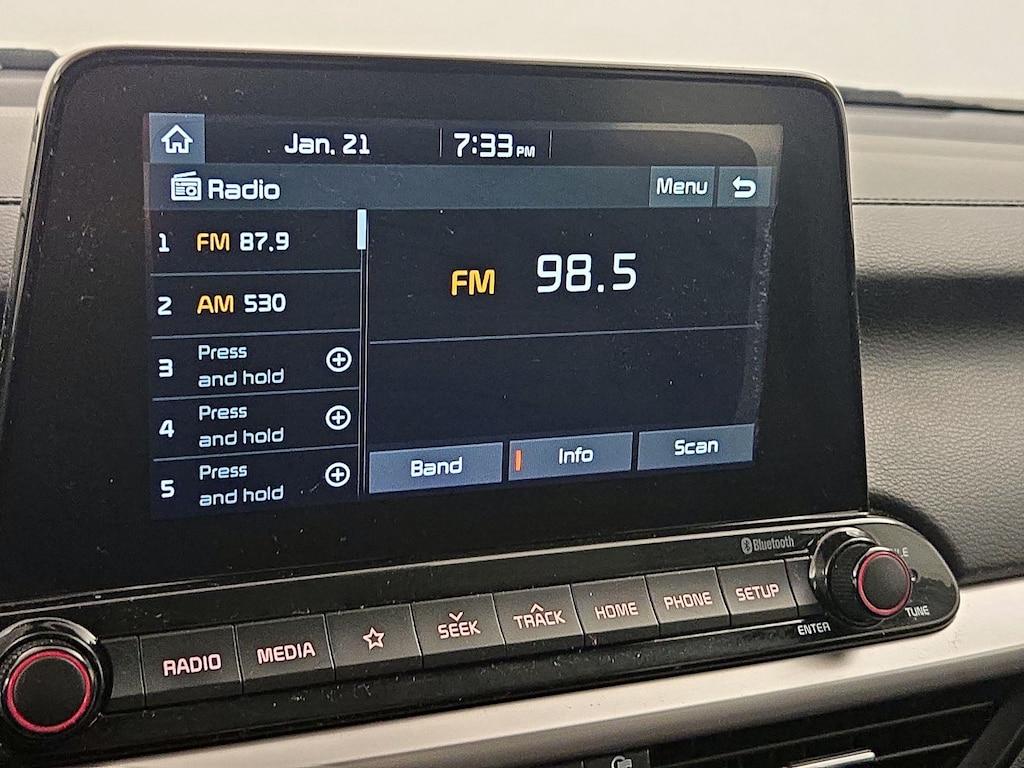 Jan. 21 7:33 PM
Radio Menu
1 FM 87.9
FM 98.5
2 AM 530
3 Press
and hold
4 Press
and hold
5 Press
and hold
Band Info Scan
Bluetooth
RADIO MEDIA SEEK TRACK HOME PHONE SETUP
ENTER TUNE